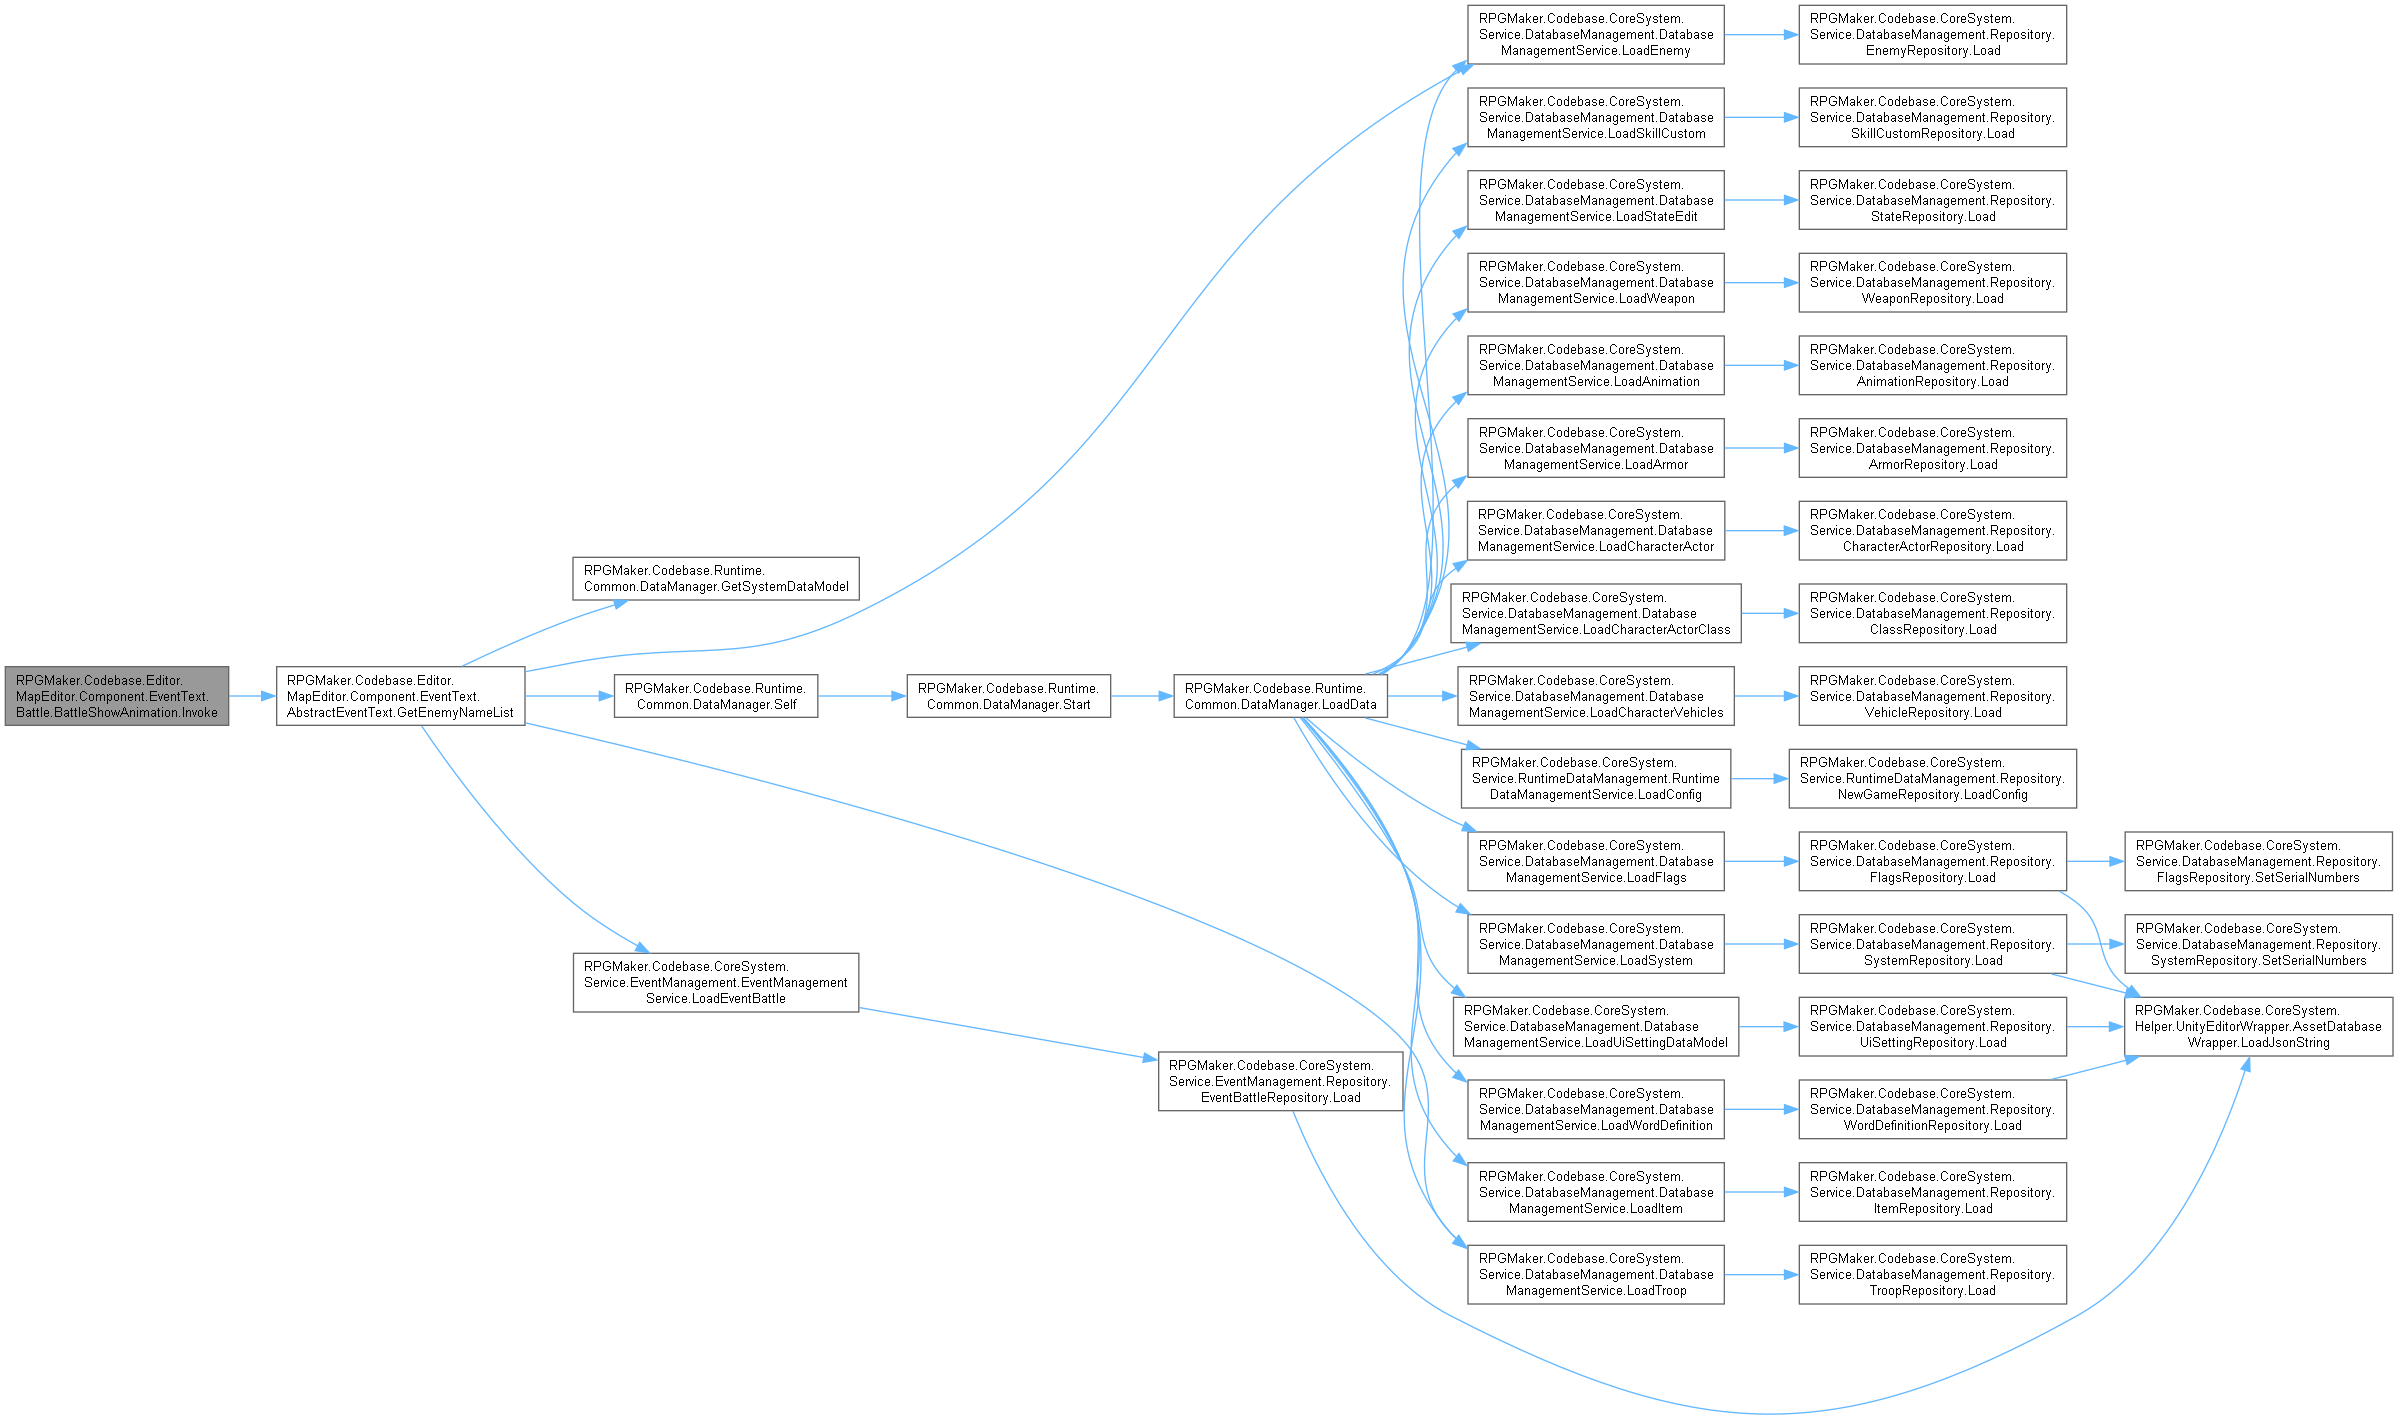 RPGMaker.Codebase.Editor.
MapEditor.Component.EventText.
Battle.BattleShowAnimation.Invoke
RPGMaker.Codebase.Editor.
MapEditor.Component.EventText.
AbstractEventText.GetEnemyNameList
RPGMaker.Codebase.Runtime.
Common.DataManager.GetSystemDataModel
RPGMaker.Codebase.Runtime.
Common.DataManager.Self
RPGMaker.Codebase.CoreSystem.
Service.EventManagement.EventManagement
Service.LoadEventBattle
RPGMaker.Codebase.Runtime.
Common.DataManager.Start
RPGMaker.Codebase.Runtime.
Common.DataManager.LoadData
RPGMaker.Codebase.CoreSystem.
Service.EventManagement.Repository.
EventBattleRepository.Load
RPGMaker.Codebase.CoreSystem.
Service.DatabaseManagement.Database
ManagementService.LoadEnemy
RPGMaker.Codebase.CoreSystem.
Service.DatabaseManagement.Repository.
EnemyRepository.Load
RPGMaker.Codebase.CoreSystem.
Service.DatabaseManagement.Database
ManagementService.LoadSkillCustom
RPGMaker.Codebase.CoreSystem.
Service.DatabaseManagement.Repository.
SkillCustomRepository.Load
RPGMaker.Codebase.CoreSystem.
Service.DatabaseManagement.Database
ManagementService.LoadStateEdit
RPGMaker.Codebase.CoreSystem.
Service.DatabaseManagement.Repository.
StateRepository.Load
RPGMaker.Codebase.CoreSystem.
Service.DatabaseManagement.Database
ManagementService.LoadWeapon
RPGMaker.Codebase.CoreSystem.
Service.DatabaseManagement.Repository.
WeaponRepository.Load
RPGMaker.Codebase.CoreSystem.
Service.DatabaseManagement.Database
ManagementService.LoadAnimation
RPGMaker.Codebase.CoreSystem.
Service.DatabaseManagement.Repository.
AnimationRepository.Load
RPGMaker.Codebase.CoreSystem.
Service.DatabaseManagement.Database
ManagementService.LoadArmor
RPGMaker.Codebase.CoreSystem.
Service.DatabaseManagement.Repository.
ArmorRepository.Load
RPGMaker.Codebase.CoreSystem.
Service.DatabaseManagement.Database
ManagementService.LoadCharacterActor
RPGMaker.Codebase.CoreSystem.
Service.DatabaseManagement.Repository.
CharacterActorRepository.Load
RPGMaker.Codebase.CoreSystem.
Service.DatabaseManagement.Database
ManagementService.LoadCharacterActorClass
RPGMaker.Codebase.CoreSystem.
Service.DatabaseManagement.Repository.
ClassRepository.Load
RPGMaker.Codebase.CoreSystem.
Service.DatabaseManagement.Database
ManagementService.LoadCharacterVehicles
RPGMaker.Codebase.CoreSystem.
Service.DatabaseManagement.Repository.
VehicleRepository.Load
RPGMaker.Codebase.CoreSystem.
Service.RuntimeDataManagement.Runtime
DataManagementService.LoadConfig
RPGMaker.Codebase.CoreSystem.
Service.RuntimeDataManagement.Repository.
NewGameRepository.LoadConfig
RPGMaker.Codebase.CoreSystem.
Service.DatabaseManagement.Database
ManagementService.LoadFlags
RPGMaker.Codebase.CoreSystem.
Service.DatabaseManagement.Repository.
FlagsRepository.Load
RPGMaker.Codebase.CoreSystem.
Service.DatabaseManagement.Repository.
FlagsRepository.SetSerialNumbers
RPGMaker.Codebase.CoreSystem.
Service.DatabaseManagement.Database
ManagementService.LoadSystem
RPGMaker.Codebase.CoreSystem.
Service.DatabaseManagement.Repository.
SystemRepository.Load
RPGMaker.Codebase.CoreSystem.
Service.DatabaseManagement.Repository.
SystemRepository.SetSerialNumbers
RPGMaker.Codebase.CoreSystem.
Service.DatabaseManagement.Database
ManagementService.LoadUiSettingDataModel
RPGMaker.Codebase.CoreSystem.
Service.DatabaseManagement.Repository.
UiSettingRepository.Load
RPGMaker.Codebase.CoreSystem.
Helper.UnityEditorWrapper.AssetDatabase
Wrapper.LoadJsonString
RPGMaker.Codebase.CoreSystem.
Service.DatabaseManagement.Database
ManagementService.LoadWordDefinition
RPGMaker.Codebase.CoreSystem.
Service.DatabaseManagement.Repository.
WordDefinitionRepository.Load
RPGMaker.Codebase.CoreSystem.
Service.DatabaseManagement.Database
ManagementService.LoadItem
RPGMaker.Codebase.CoreSystem.
Service.DatabaseManagement.Repository.
ItemRepository.Load
RPGMaker.Codebase.CoreSystem.
Service.DatabaseManagement.Database
ManagementService.LoadTroop
RPGMaker.Codebase.CoreSystem.
Service.DatabaseManagement.Repository.
TroopRepository.Load